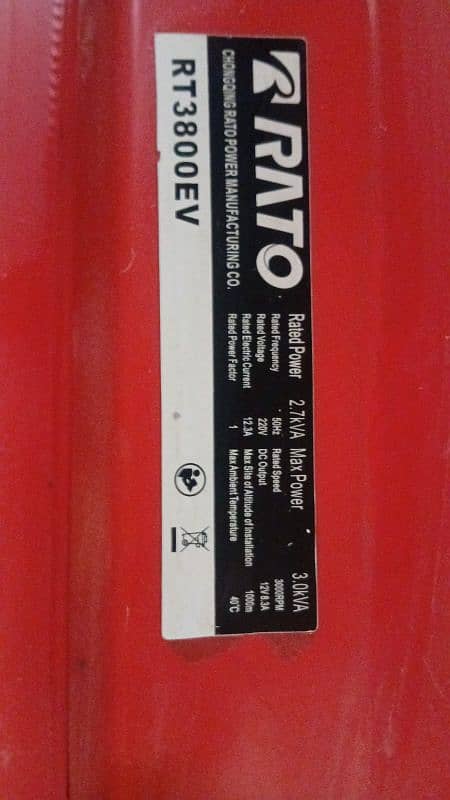 RATO
CHONGQING RATO POWER MANUFACTURING CO.
RT3800EV
Rated Power 2.7kVA Max Power 3.0kVA
Rated Frequency 50Hz Rated Speed 3000RPM
Rated Voltage 220V DC Output 12V 8.3A
Rated Electric Current 12.3A Max Site of Altitude of Installation 1000m
Rated Power Factor 1 Max Ambient Temperature 40°C